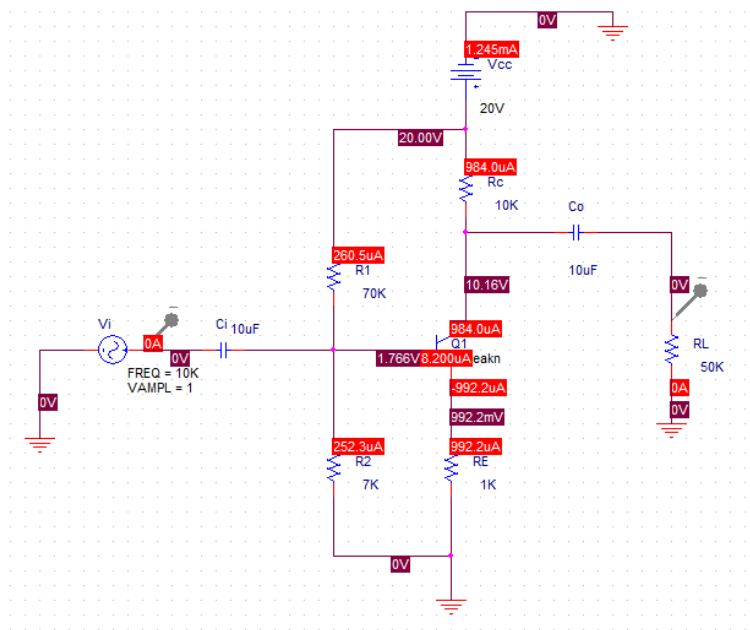 0V
1.245mA
Vcc
20V
20.00V
984.0uA
Rc
10K
Co
10uF
260.5uA
R1
70K
10.16V
0V
Vi
Ci
10uF
984.0uA
Q1
0A
0V
1.766V
8.200uA
eakn
RL
50K
FREQ = 10K
VAMPL = 1
-992.2uA
0A
0V
0V
992.2mV
252.3uA
R2
7K
992.2uA
RE
1K
0V